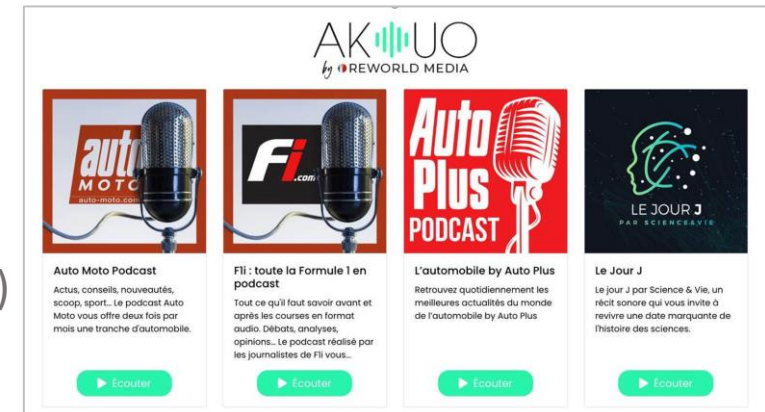 AKUO
by REWORLD MEDIA
auto
MOTO
auto-moto.com
F1i
.com
Auto
Plus
PODCAST
LE JOUR J
PAR SCIENCE&VIE
Auto Moto Podcast
Actus, conseils, nouveautés,
scoop, sport... Le podcast Auto
Moto vous offre deux fois par
mois une tranche d'automobile.
Écouter
F1i : toute la Formule 1 en
podcast
Tout ce qu'il faut savoir avant et
après les courses en format
audio. Débats, analyses,
opinions... Le podcast réalisé par
les journalistes de F1i vous...
Écouter
L'automobile by Auto Plus
Retrouvez quotidiennement les
meilleures actualités du monde
de l'automobile by Auto Plus
Écouter
Le Jour J
Le jour J par Science & Vie, un
récit sonore qui vous invite à
revivre une date marquante de
l'histoire des sciences.
Écouter
)